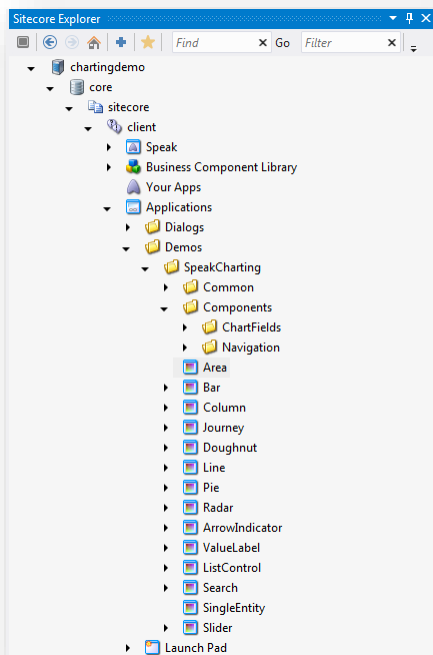 Sitecore Explorer
Find Go Filter
chartingdemo
core
sitecore
client
Speak
Business Component Library
Your Apps
Applications
Dialogs
Demos
SpeakCharting
Common
Components
ChartFields
Navigation
Area
Bar
Column
Journey
Doughnut
Line
Pie
Radar
ArrowIndicator
ValueLabel
ListControl
Search
SingleEntity
Slider
Launch Pad